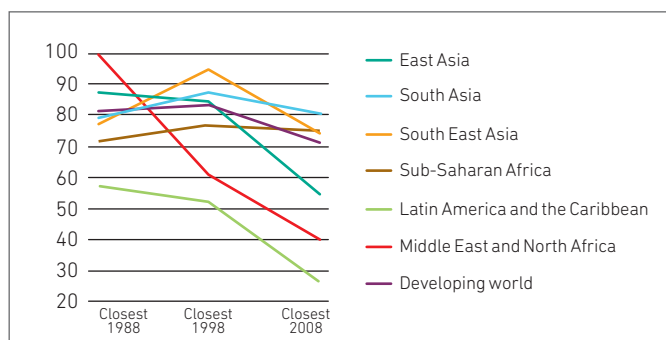 100
90
80
70
60
50
40
30
20
Closest
1988
Closest
1998
Closest
2008
East Asia
South Asia
South East Asia
Sub-Saharan Africa
Latin America and the Caribbean
Middle East and North Africa
Developing world